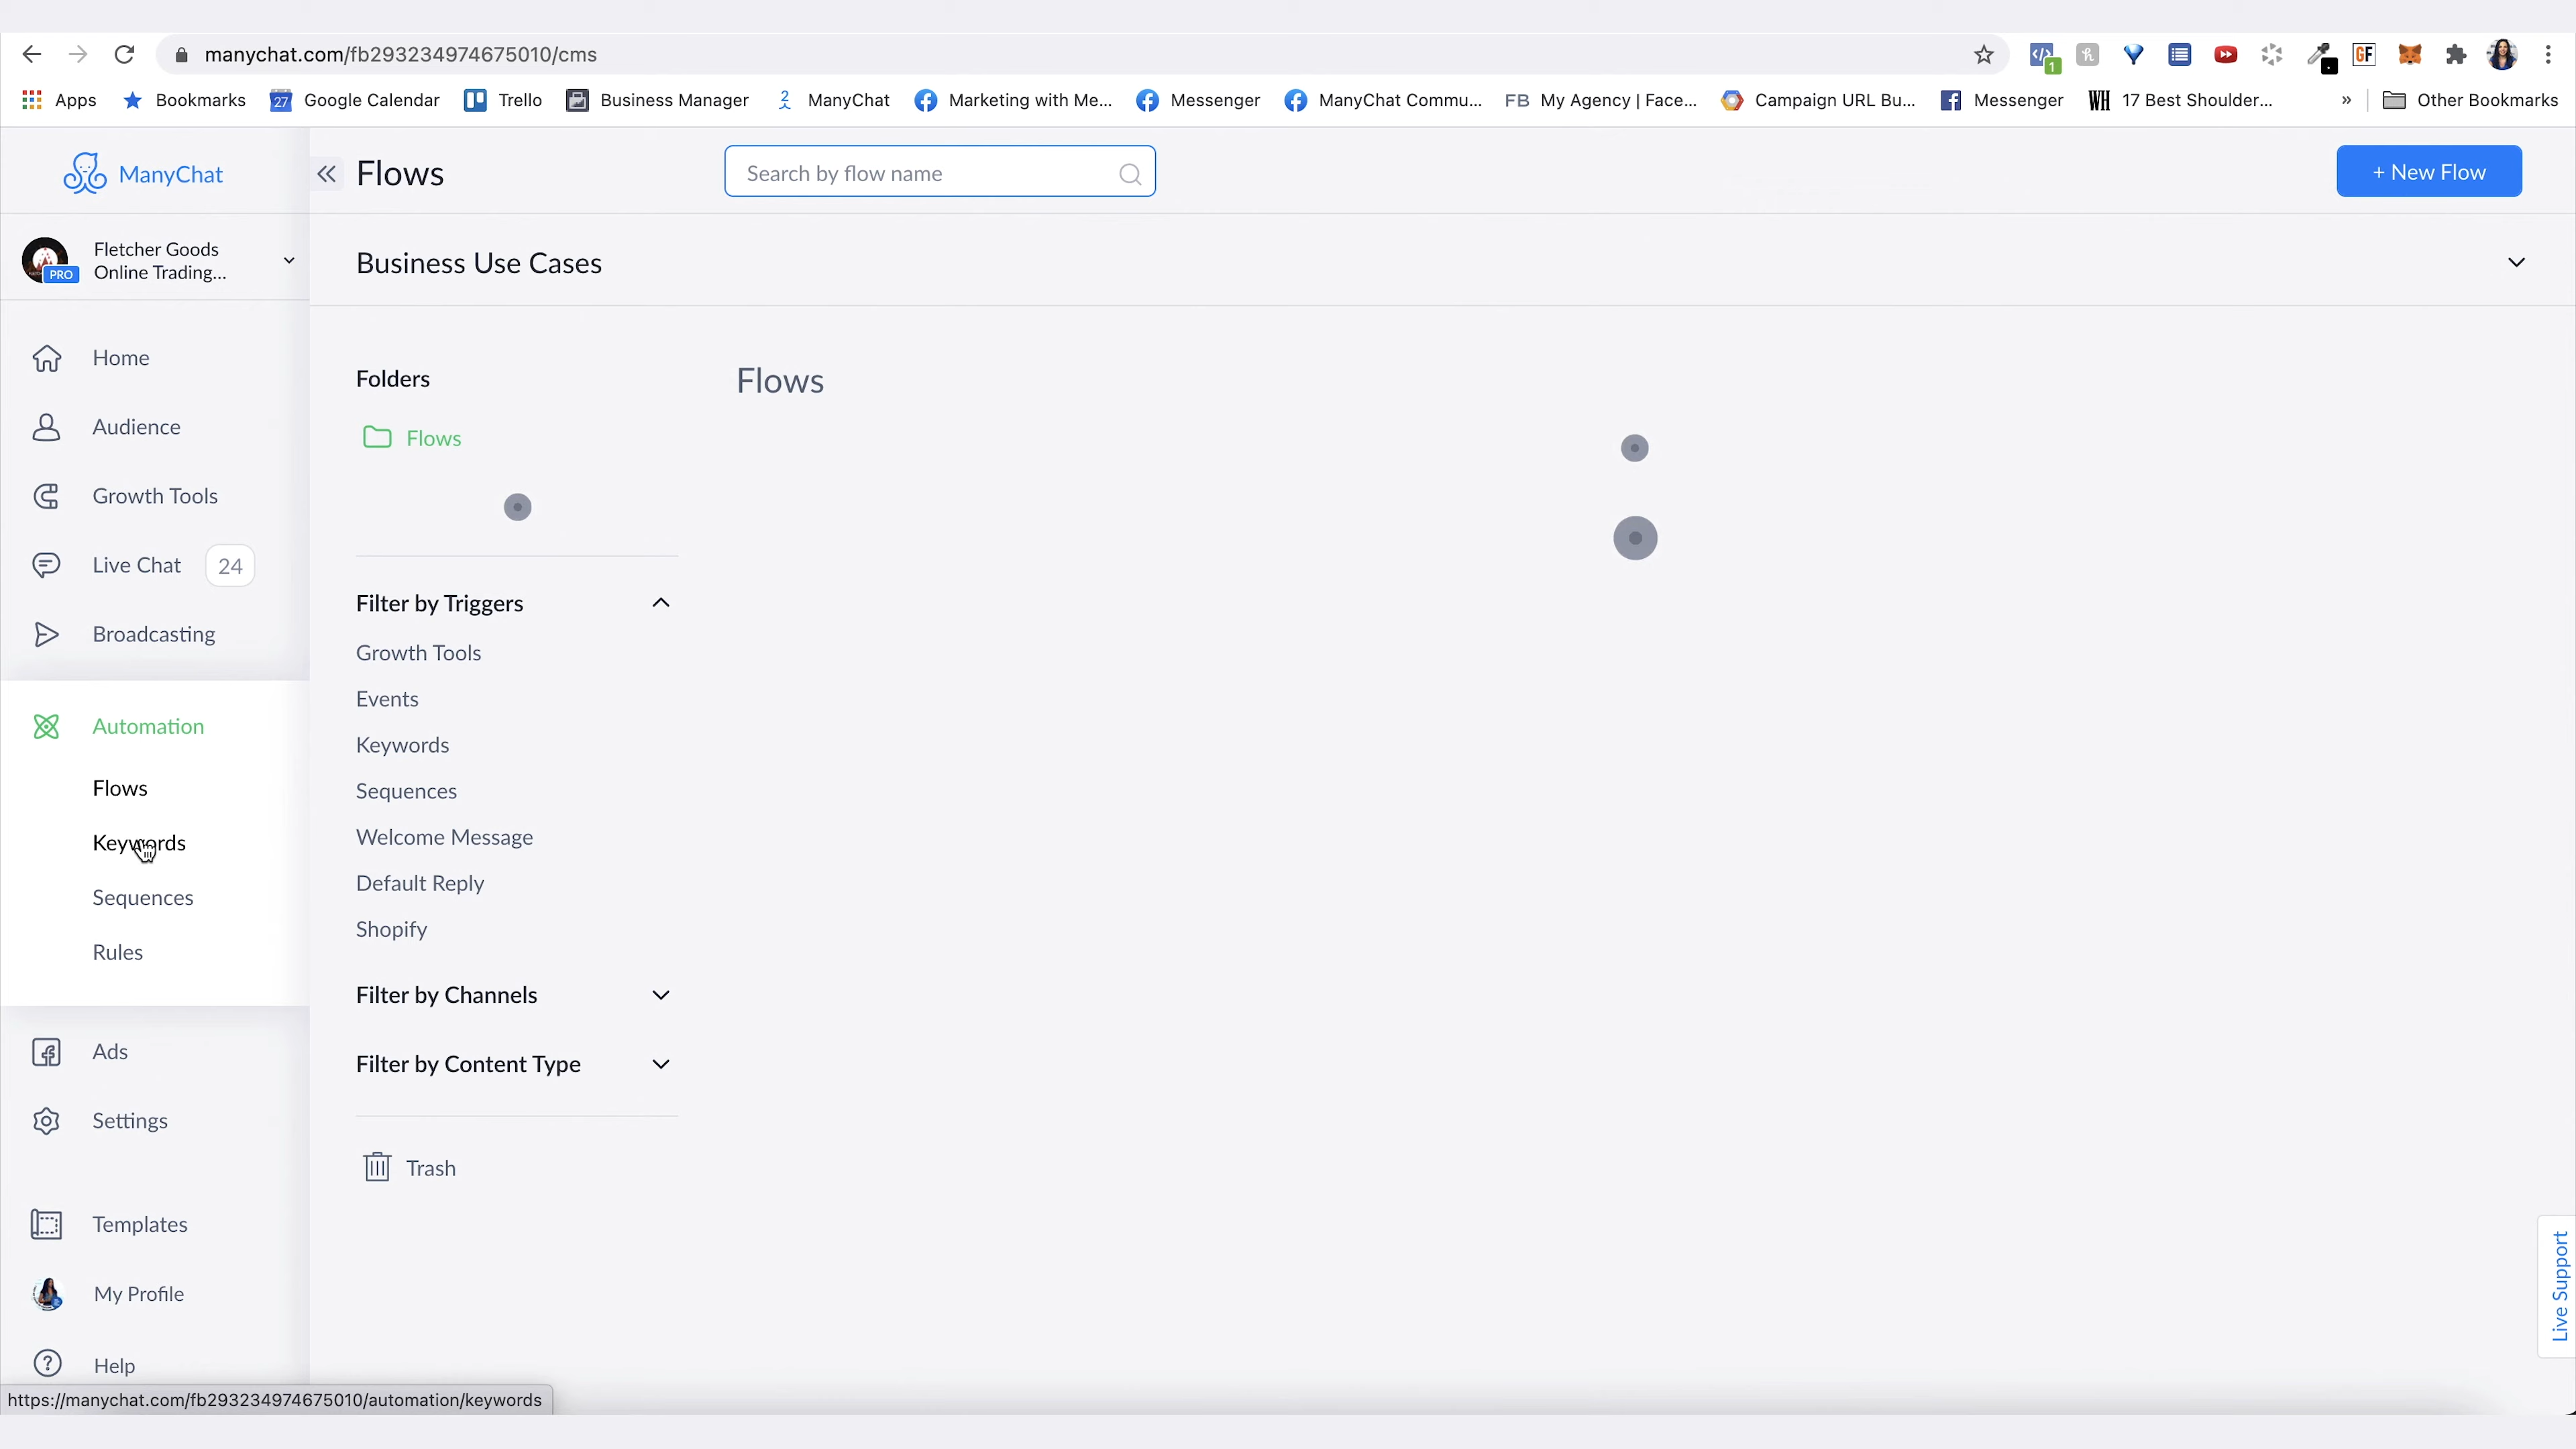 manychat.com/fb293234974675010/cms
1
GF
Apps
Bookmarks
27
Google Calendar
Trello
Business Manager
2
ManyChat
Marketing with Me...
Messenger
ManyChat Commu...
FB
My Agency | Face...
Campaign URL Bu...
Messenger
WH
17 Best Shoulder...
»
Other Bookmarks
ManyChat
Flows
Search by flow name
+ New Flow
PRO
Fletcher Goods
Online Trading...
Business Use Cases
Home
Audience
Growth Tools
Live Chat
24
Broadcasting
Automation
Flows
Keywords
Sequences
Rules
Ads
Settings
Templates
My Profile
Help
Folders
Flows
Filter by Triggers
Growth Tools
Events
Keywords
Sequences
Welcome Message
Default Reply
Shopify
Filter by Channels
Filter by Content Type
Trash
Flows
Live Support
https://manychat.com/fb293234974675010/automation/keywords